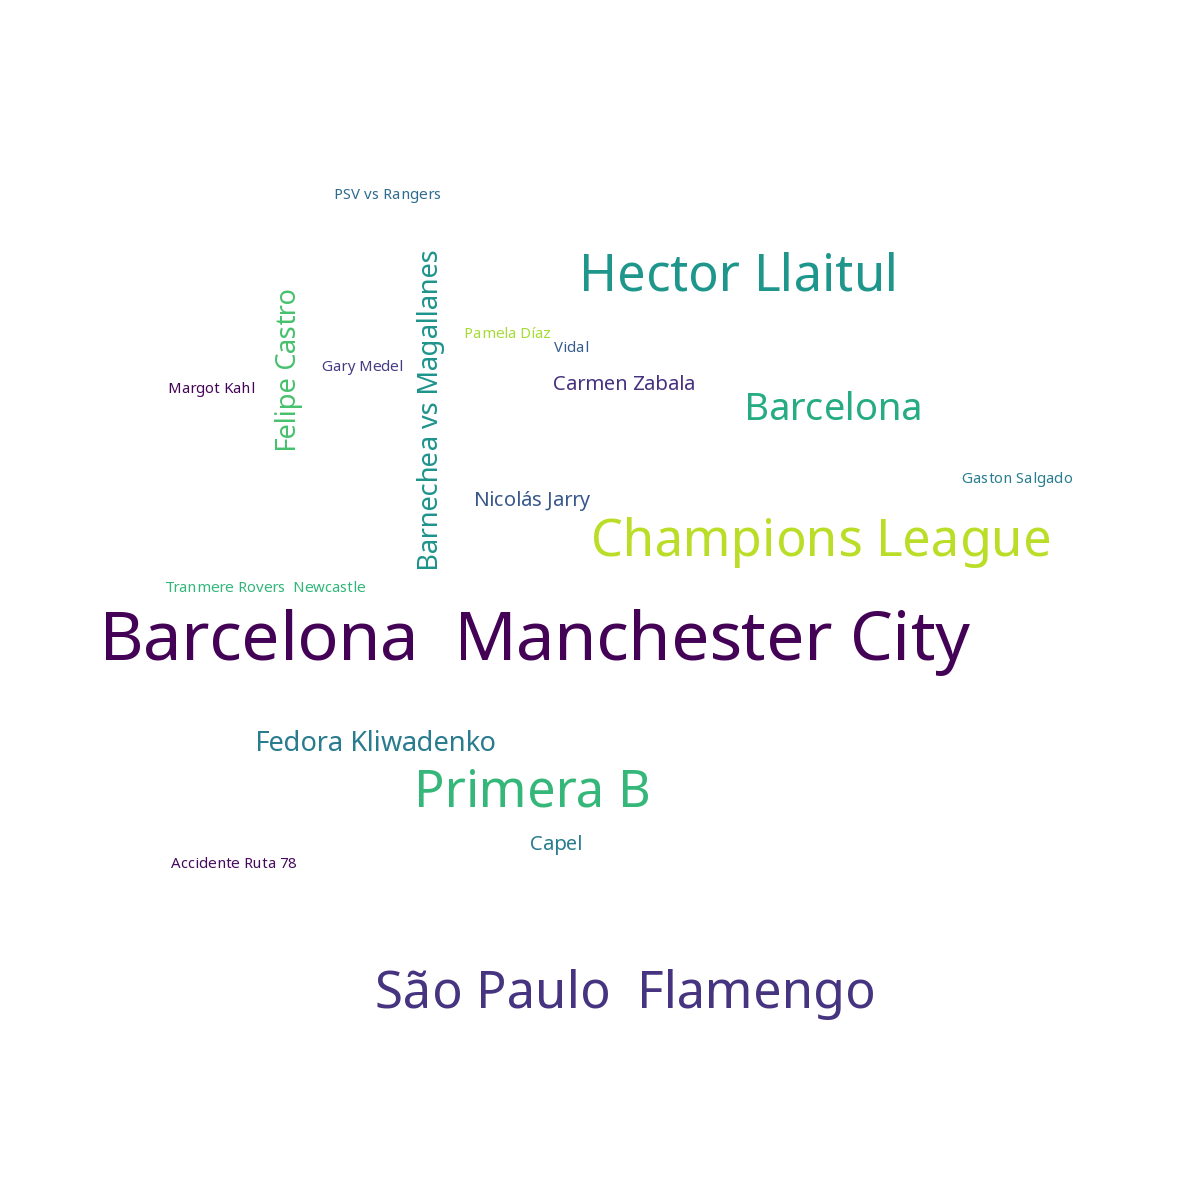 PSV vs Rangers
Hector Llaitul
Barnechea vs Magallanes
Felipe Castro
Pamela Díaz
Vidal
Gary Medel
Carmen Zabala
Margot Kahl
Barcelona
Gaston Salgado
Nicolás Jarry
Champions League
Tranmere Rovers  Newcastle
Barcelona  Manchester City
Fedora Kliwadenko
Primera B
Capel
Accidente Ruta 78
São Paulo  Flamengo